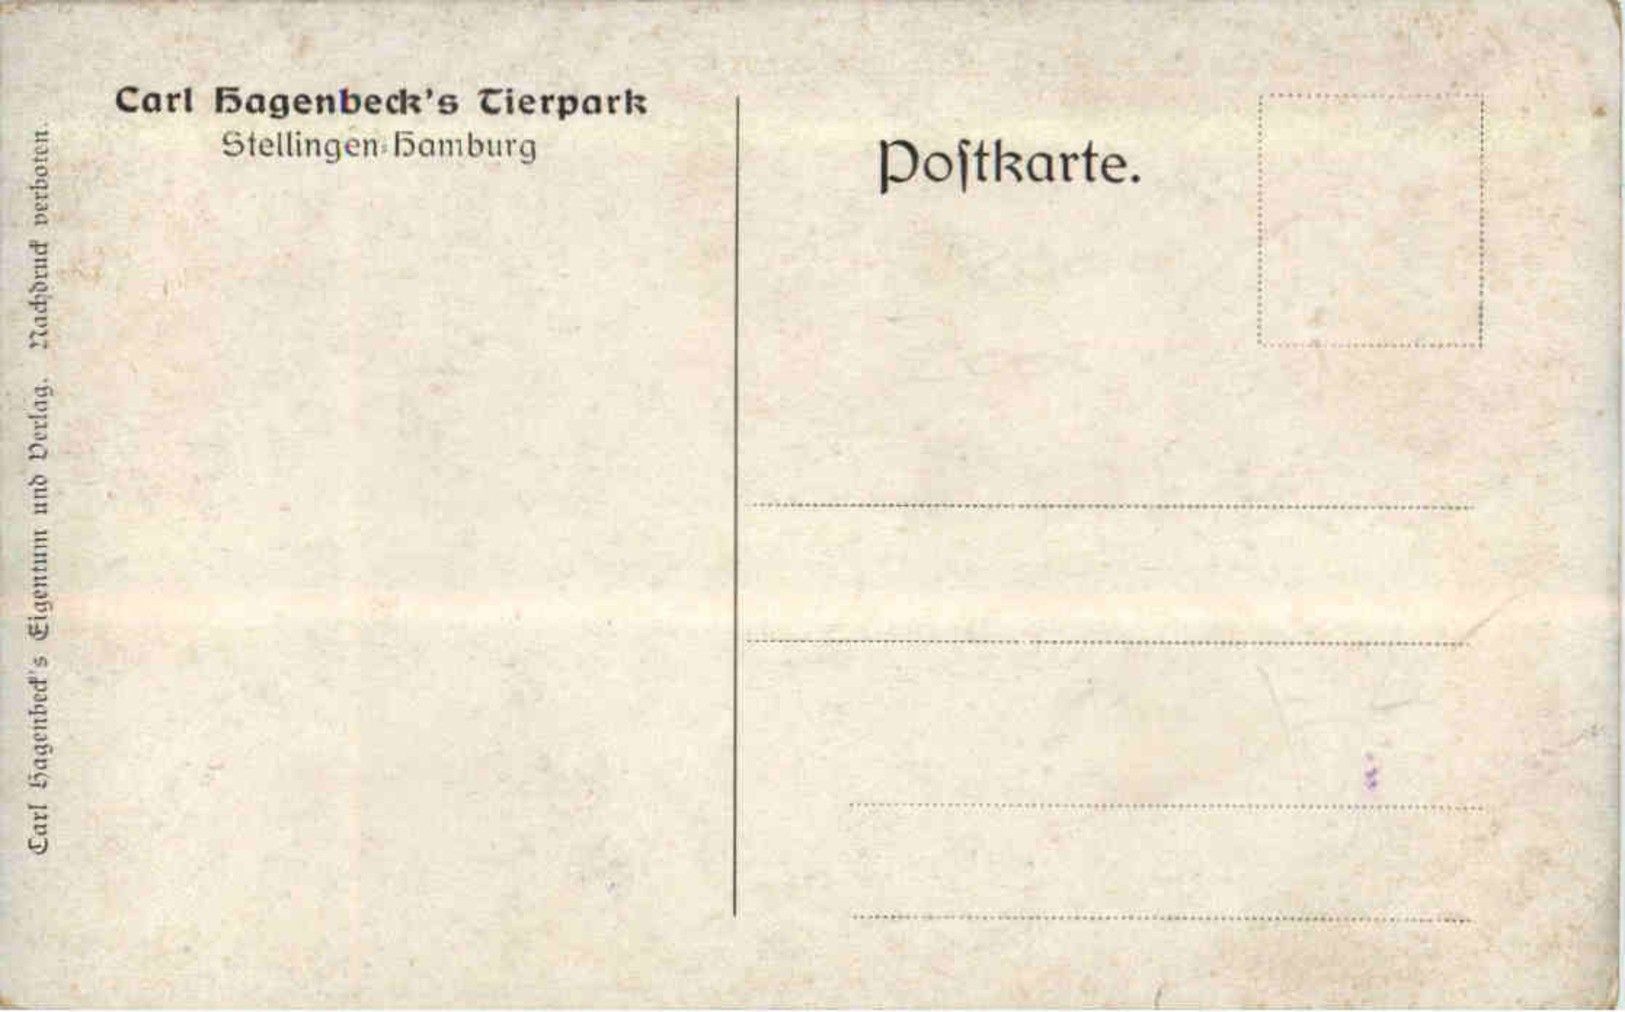 Carl Hagenbeck's Tierpark
Stellingen-Hamburg
Poſtkarte.
Carl Hagenbeck's Eigentum und Verlag. Nachdruck verboten.